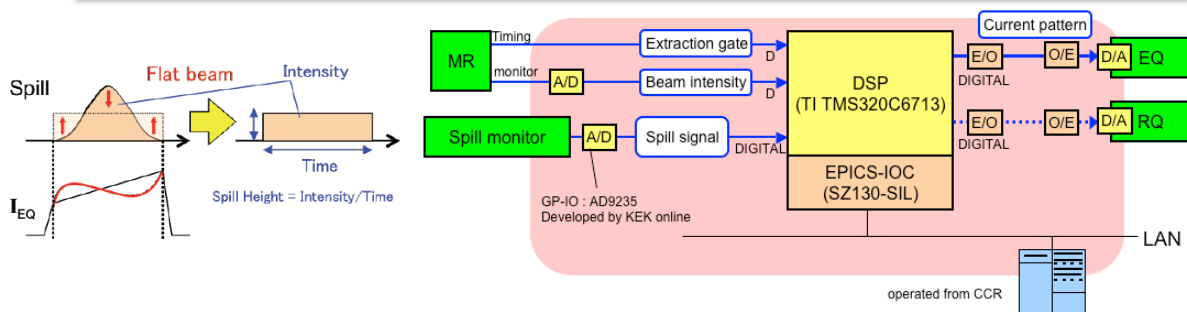 Spill
Flat beam
Intensity
Time
Spill Height = Intensity/Time
I EQ
MR
Timing
monitor
A/D
Extraction gate
D
Beam intensity
D
Spill monitor
A/D
Spill signal
DIGITAL
GP-IO : AD9235
Developed by KEK online
DSP
(TI TMS320C6713)
EPICS-IOC
(SZ130-SIL)
Current pattern
E/O
O/E
D/A
EQ
DIGITAL
E/O
O/E
D/A
RQ
DIGITAL
LAN
operated from CCR